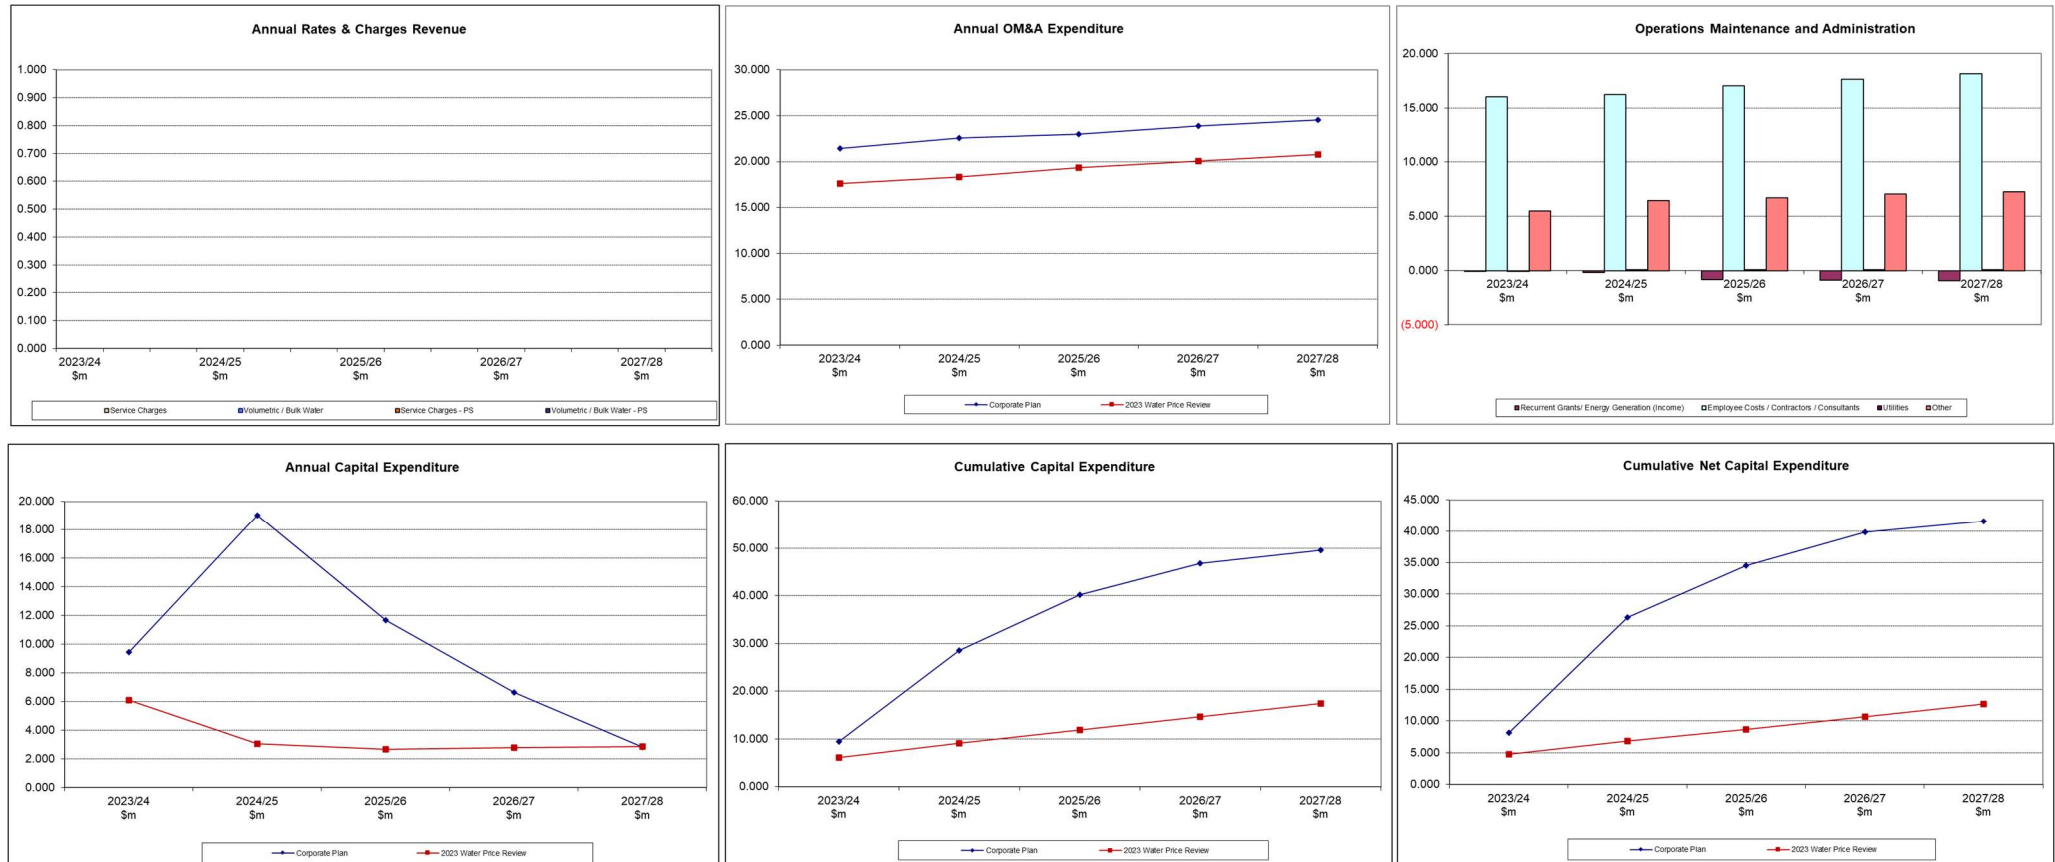 Annual Rates & Charges Revenue
1.000
0.900
0.800
0.700
0.600
0.500
0.400
0.300
0.200
0.100
0.000
2023/24 2024/25 2025/26 2026/27 2027/28
$m $m $m $m $m
Service Charges Volumetric / Bulk Water Service Charges - PS Volumetric / Bulk Water - PS
Annual OM&A Expenditure
30.000
25.000
20.000
15.000
10.000
5.000
0.000
2023/24 2024/25 2025/26 2026/27 2027/28
$m $m $m $m $m
Corporate Plan 2023 Water Price Review
Operations Maintenance and Administration
20.000
15.000
10.000
5.000
0.000
2023/24 2024/25 2025/26 2026/27 2027/28
$m $m $m $m $m
(5.000)
Recurrent Grants/ Energy Generation (Income) Employee Costs / Contractors / Consultants Utilities Other
Annual Capital Expenditure
20.000
18.000
16.000
14.000
12.000
10.000
8.000
6.000
4.000
2.000
0.000
2023/24 2024/25 2025/26 2026/27 2027/28
$m $m $m $m $m
Corporate Plan 2023 Water Price Review
Cumulative Capital Expenditure
60.000
50.000
40.000
30.000
20.000
10.000
0.000
2023/24 2024/25 2025/26 2026/27 2027/28
$m $m $m $m $m
Corporate Plan 2023 Water Price Review
Cumulative Net Capital Expenditure
45.000
40.000
35.000
30.000
25.000
20.000
15.000
10.000
5.000
0.000
2023/24 2024/25 2025/26 2026/27 2027/28
$m $m $m $m $m
Corporate Plan 2023 Water Price Review